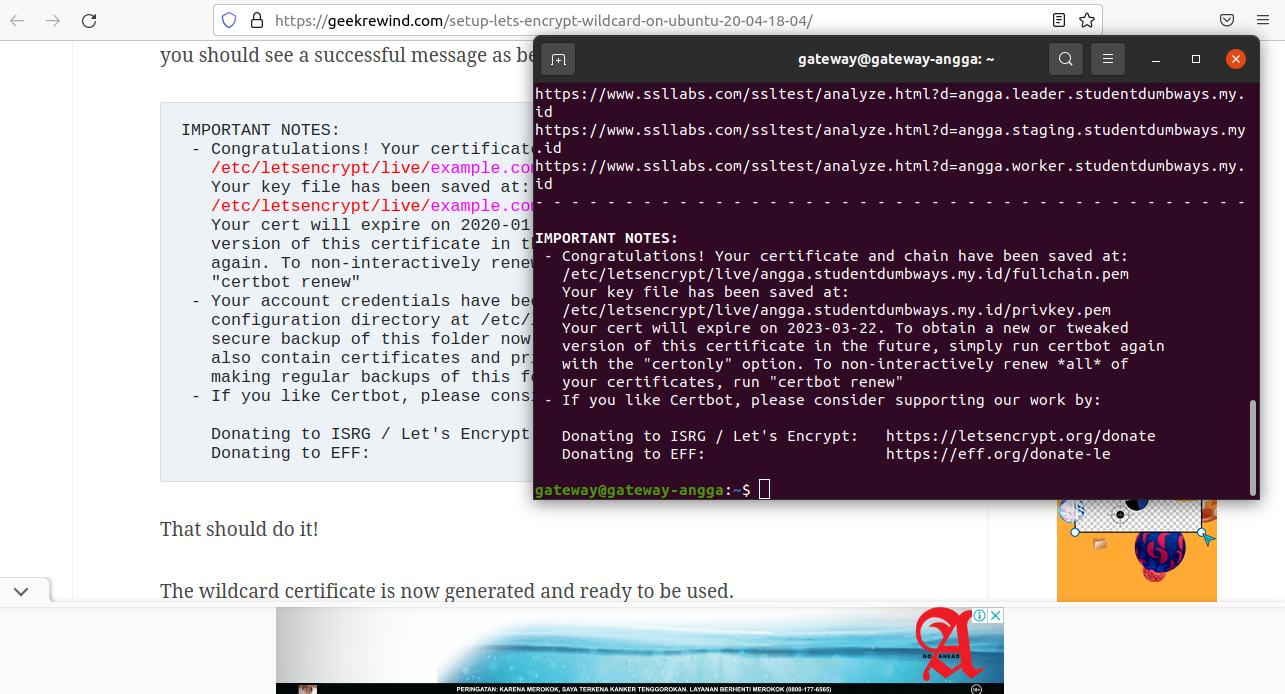 https://geekrewind.com/setup-lets-encrypt-wildcard-on-ubuntu-20-04-18-04/
you should see a successful message as be
IMPORTANT NOTES:
- Congratulations! Your certificate
/etc/letsencrypt/live/example.com
Your key file has been saved at:
/etc/letsencrypt/live/example.com
Your cert will expire on 2020-01
version of this certificate in t
again. To non-interactively renew
"certbot renew"
- Your account credentials have bee
configuration directory at /etc/
secure backup of this folder now
also contain certificates and pri
making regular backups of this fo
- If you like Certbot, please cons
Donating to ISRG / Let's Encrypt
Donating to EFF:
That should do it!
The wildcard certificate is now generated and ready to be used.
gateway@gateway-angga: ~
https://www.ssllabs.com/ssltest/analyze.html?d=angga.leader.studentdumbways.my.
id
https://www.ssllabs.com/ssltest/analyze.html?d=angga.staging.studentdumbways.my
.id
https://www.ssllabs.com/ssltest/analyze.html?d=angga.worker.studentdumbways.my.
id
- - - - - - - - - - - - - - - - - - - - - - - - - - - - - - - - - - - - - - - -
IMPORTANT NOTES:
- Congratulations! Your certificate and chain have been saved at:
/etc/letsencrypt/live/angga.studentdumbways.my.id/fullchain.pem
Your key file has been saved at:
/etc/letsencrypt/live/angga.studentdumbways.my.id/privkey.pem
Your cert will expire on 2023-03-22. To obtain a new or tweaked
version of this certificate in the future, simply run certbot again
with the "certonly" option. To non-interactively renew *all* of
your certificates, run "certbot renew"
- If you like Certbot, please consider supporting our work by:
Donating to ISRG / Let's Encrypt: https://letsencrypt.org/donate
Donating to EFF: https://eff.org/donate-le
gateway@gateway-angga:~$
A
GO AHEAD
PERINGATAN: KARENA MEROKOK, SAYA TERKENA KANKER TENGGOROKAN. LAYANAN BERHENTI MEROKOK (0800-177-6565)
18+